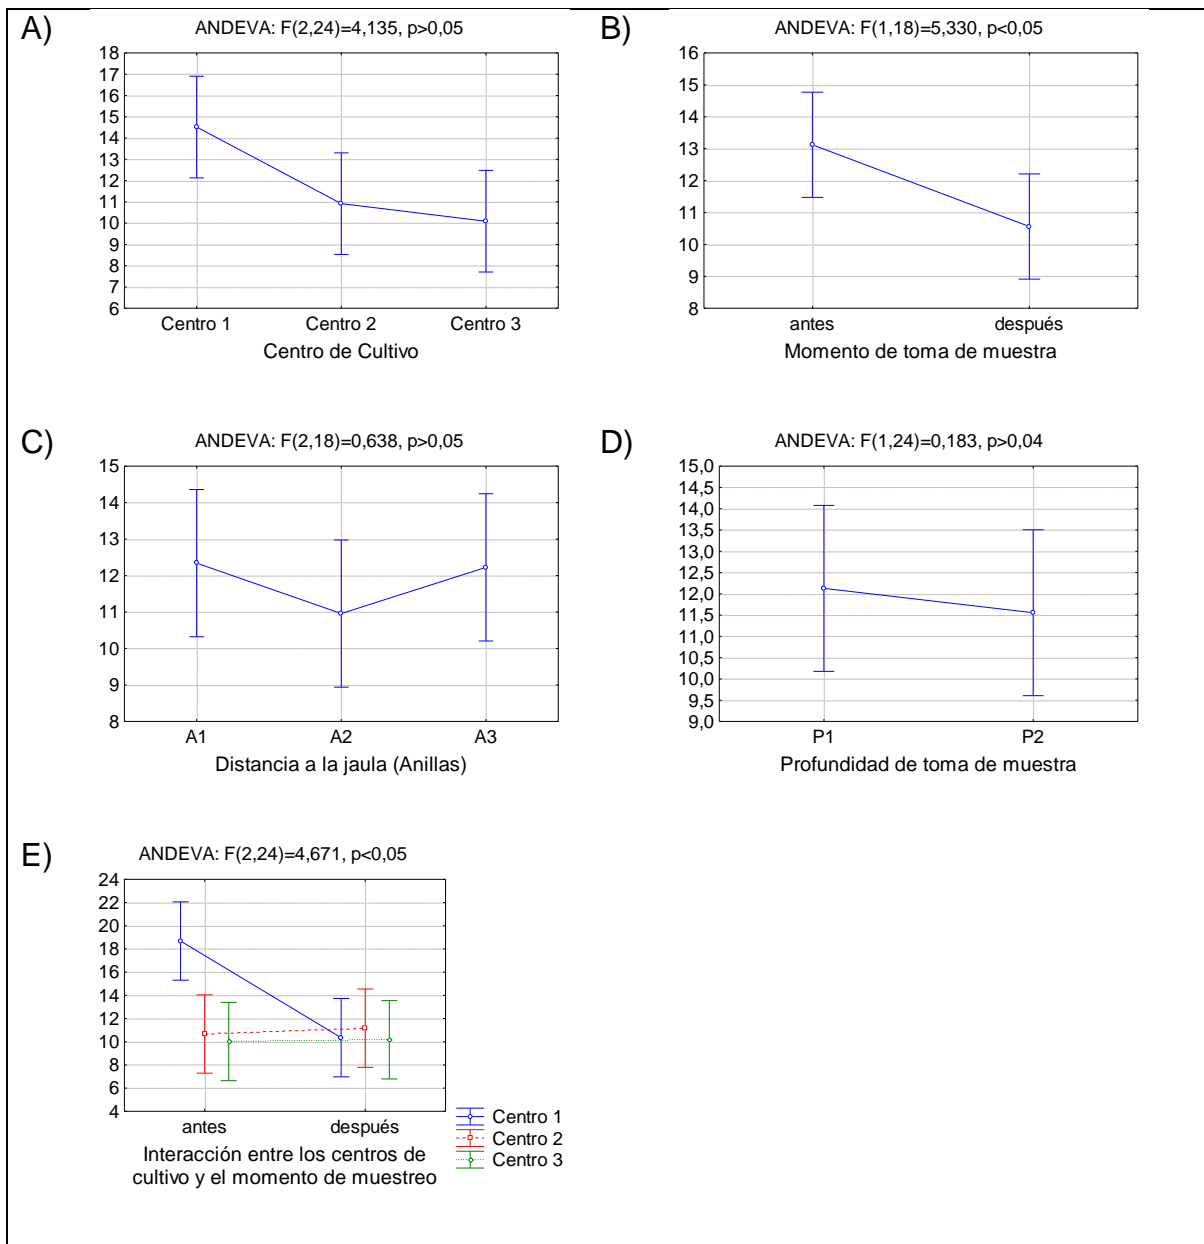 A)
ANDEVA: F(2,24)=4,135, p>0,05
18
17
16
15
14
13
12
11
10
9
8
7
6
Centro 1 Centro 2 Centro 3
Centro de Cultivo
B)
ANDEVA: F(1,18)=5,330, p<0,05
16
15
14
13
12
11
10
9
8
antes después
Momento de toma de muestra
C)
ANDEVA: F(2,18)=0,638, p>0,05
15
14
13
12
11
10
9
8
A1 A2 A3
Distancia a la jaula (Anillas)
D)
ANDEVA: F(1,24)=0,183, p>0,04
15,0
14,5
14,0
13,5
13,0
12,5
12,0
11,5
11,0
10,5
10,0
9,5
9,0
P1 P2
Profundidad de toma de muestra
E)
ANDEVA: F(2,24)=4,671, p<0,05
24
22
20
18
16
14
12
10
8
6
4
antes después
Interacción entre los centros de
cultivo y el momento de muestreo
Centro 1
Centro 2
Centro 3